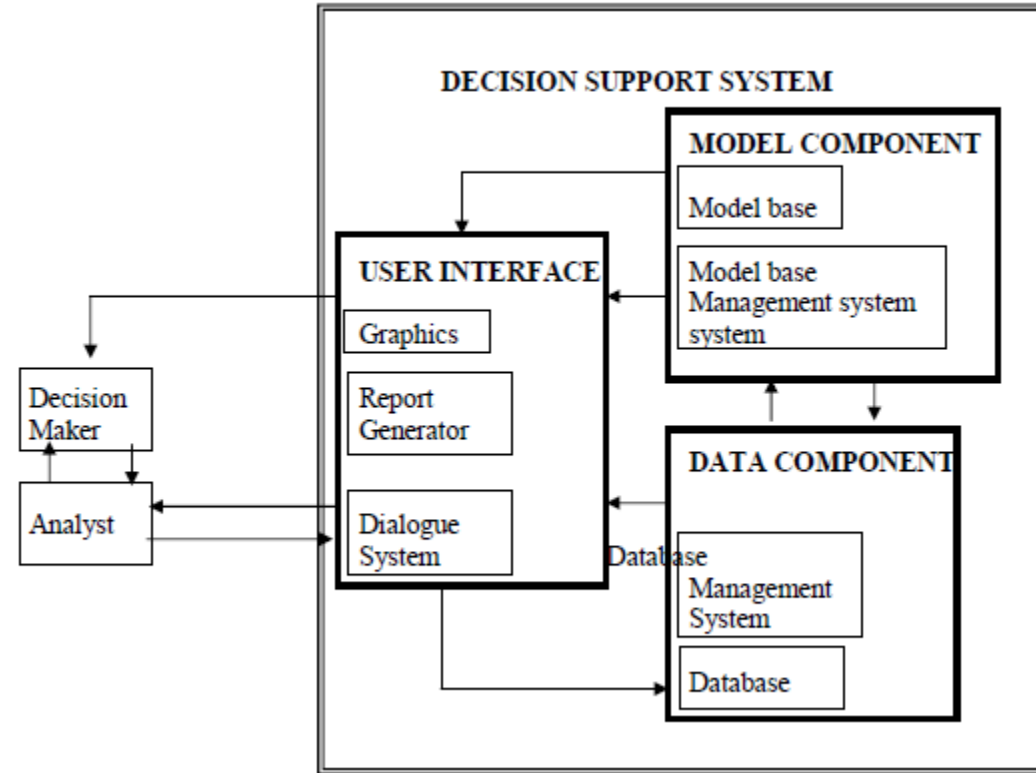 DECISION SUPPORT SYSTEM
MODEL COMPONENT
Model base
Model base
Management system
system
USER INTERFACE
Graphics
Report
Generator
Dialogue
System
Decision
Maker
Analyst
DATA COMPONENT
Database
Management
System
Database